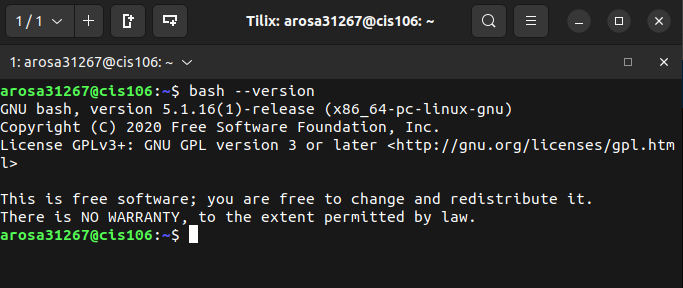 1 / 1
Tilix: arosa31267@cis106: ~
1: arosa31267@cis106: ~
arosa31267@cis106:~$ bash --version
GNU bash, version 5.1.16(1)-release (x86_64-pc-linux-gnu)
Copyright (C) 2020 Free Software Foundation, Inc.
License GPLv3+: GNU GPL version 3 or later <http://gnu.org/licenses/gpl.htm
l>
This is free software; you are free to change and redistribute it.
There is NO WARRANTY, to the extent permitted by law.
arosa31267@cis106:~$